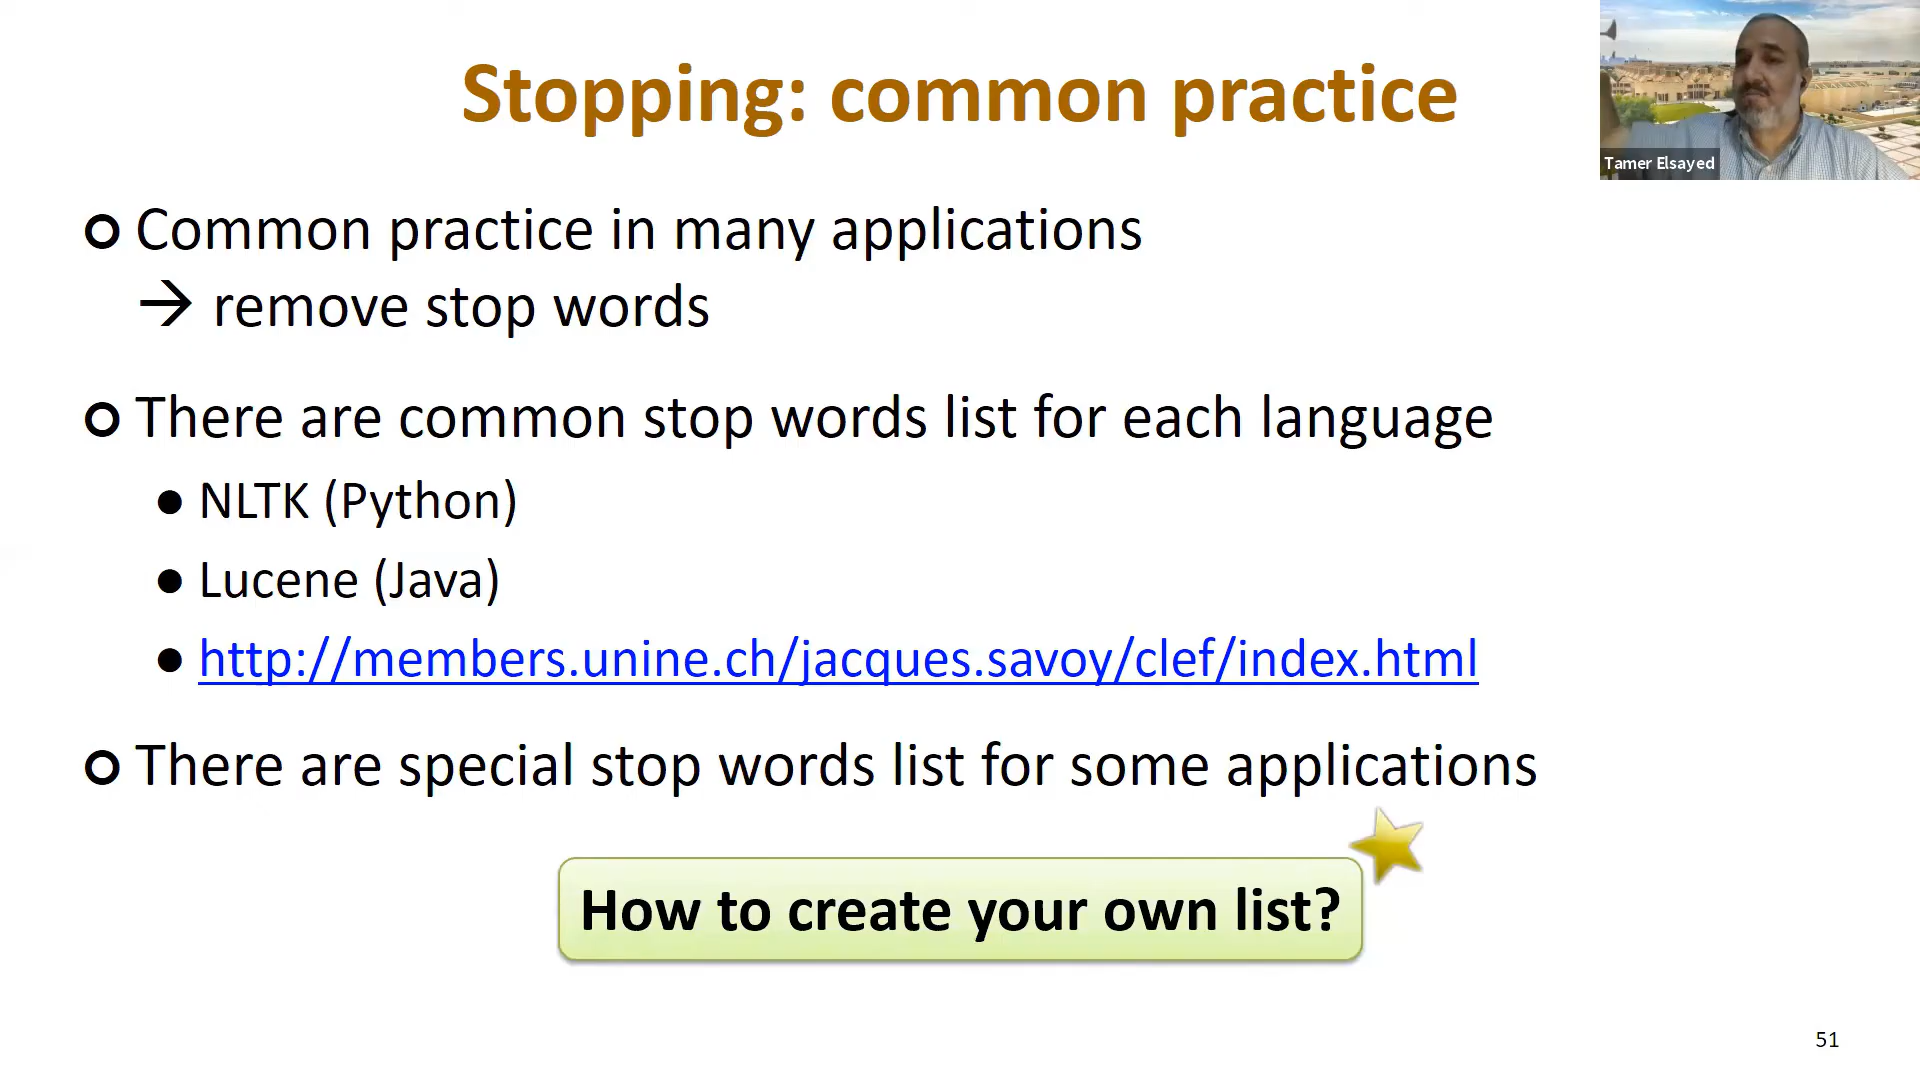 Stopping: common practice
Tamer Elsayed
Common practice in many applications
→ remove stop words
There are common stop words list for each language
NLTK (Python)
Lucene (Java)
http://members.unine.ch/jacques.savoy/clef/index.html
There are special stop words list for some applications
How to create your own list?
51